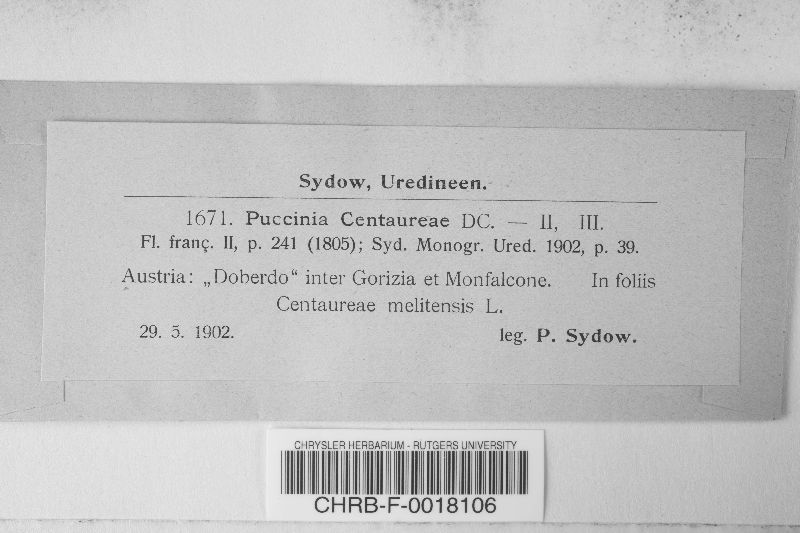 Sydow, Uredineen.
1671. Puccinia Centaureae DC. — II, III.
Fl. franç. II, p. 241 (1805); Syd. Monogr. Ured. 1902, p. 39.
Austria: „Doberdo“ inter Gorizia et Monfalcone. In foliis
Centaureae melitensis L.
29. 5. 1902. leg. P. Sydow.
CHRYSLER HERBARIUM - RUTGERS UNIVERSITY
CHRB-F-0018106